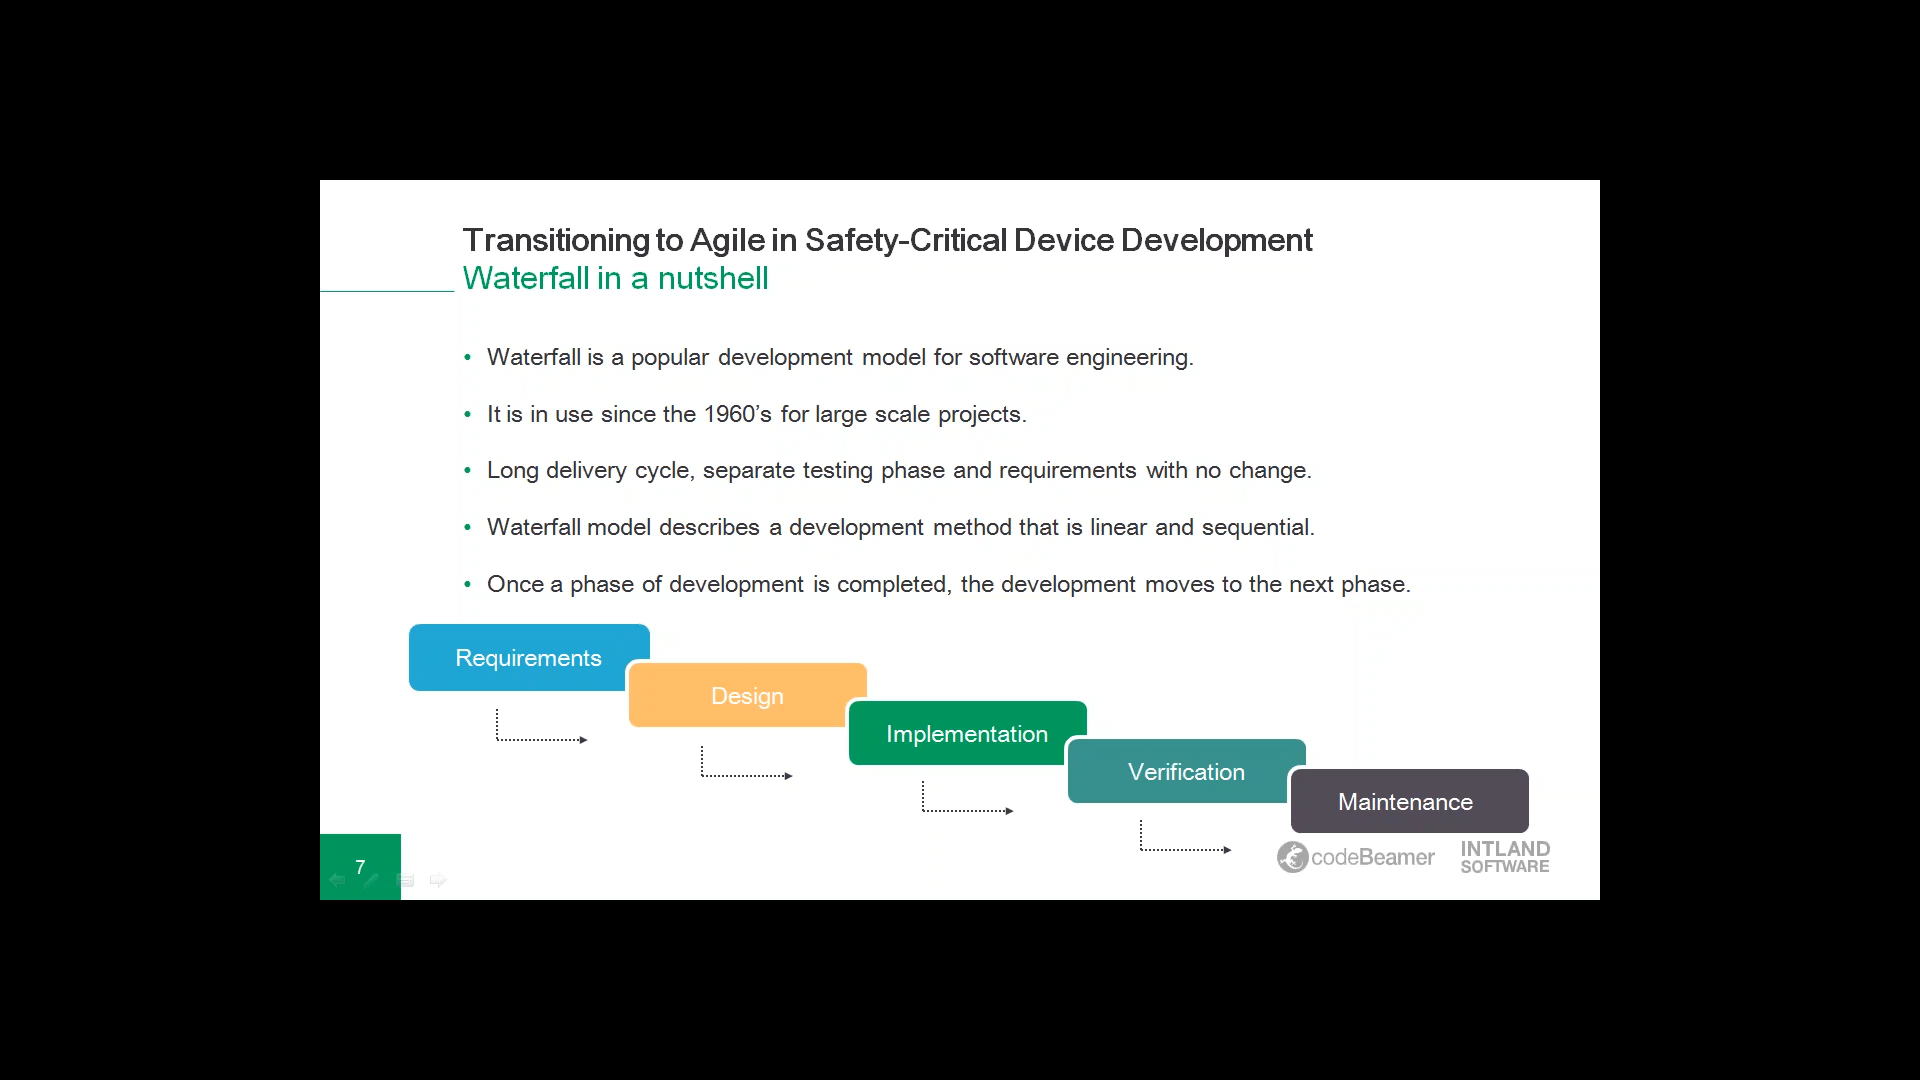 Transitioning to Agile in Safety-Critical Device Development
Waterfall in a nutshell
• Waterfall is a popular development model for software engineering.
• It is in use since the 1960’s for large scale projects.
• Long delivery cycle, separate testing phase and requirements with no change.
• Waterfall model describes a development method that is linear and sequential.
• Once a phase of development is completed, the development moves to the next phase.
Requirements
Design
Implementation
Verification
Maintenance
7
codeBeamer
INTLAND
SOFTWARE